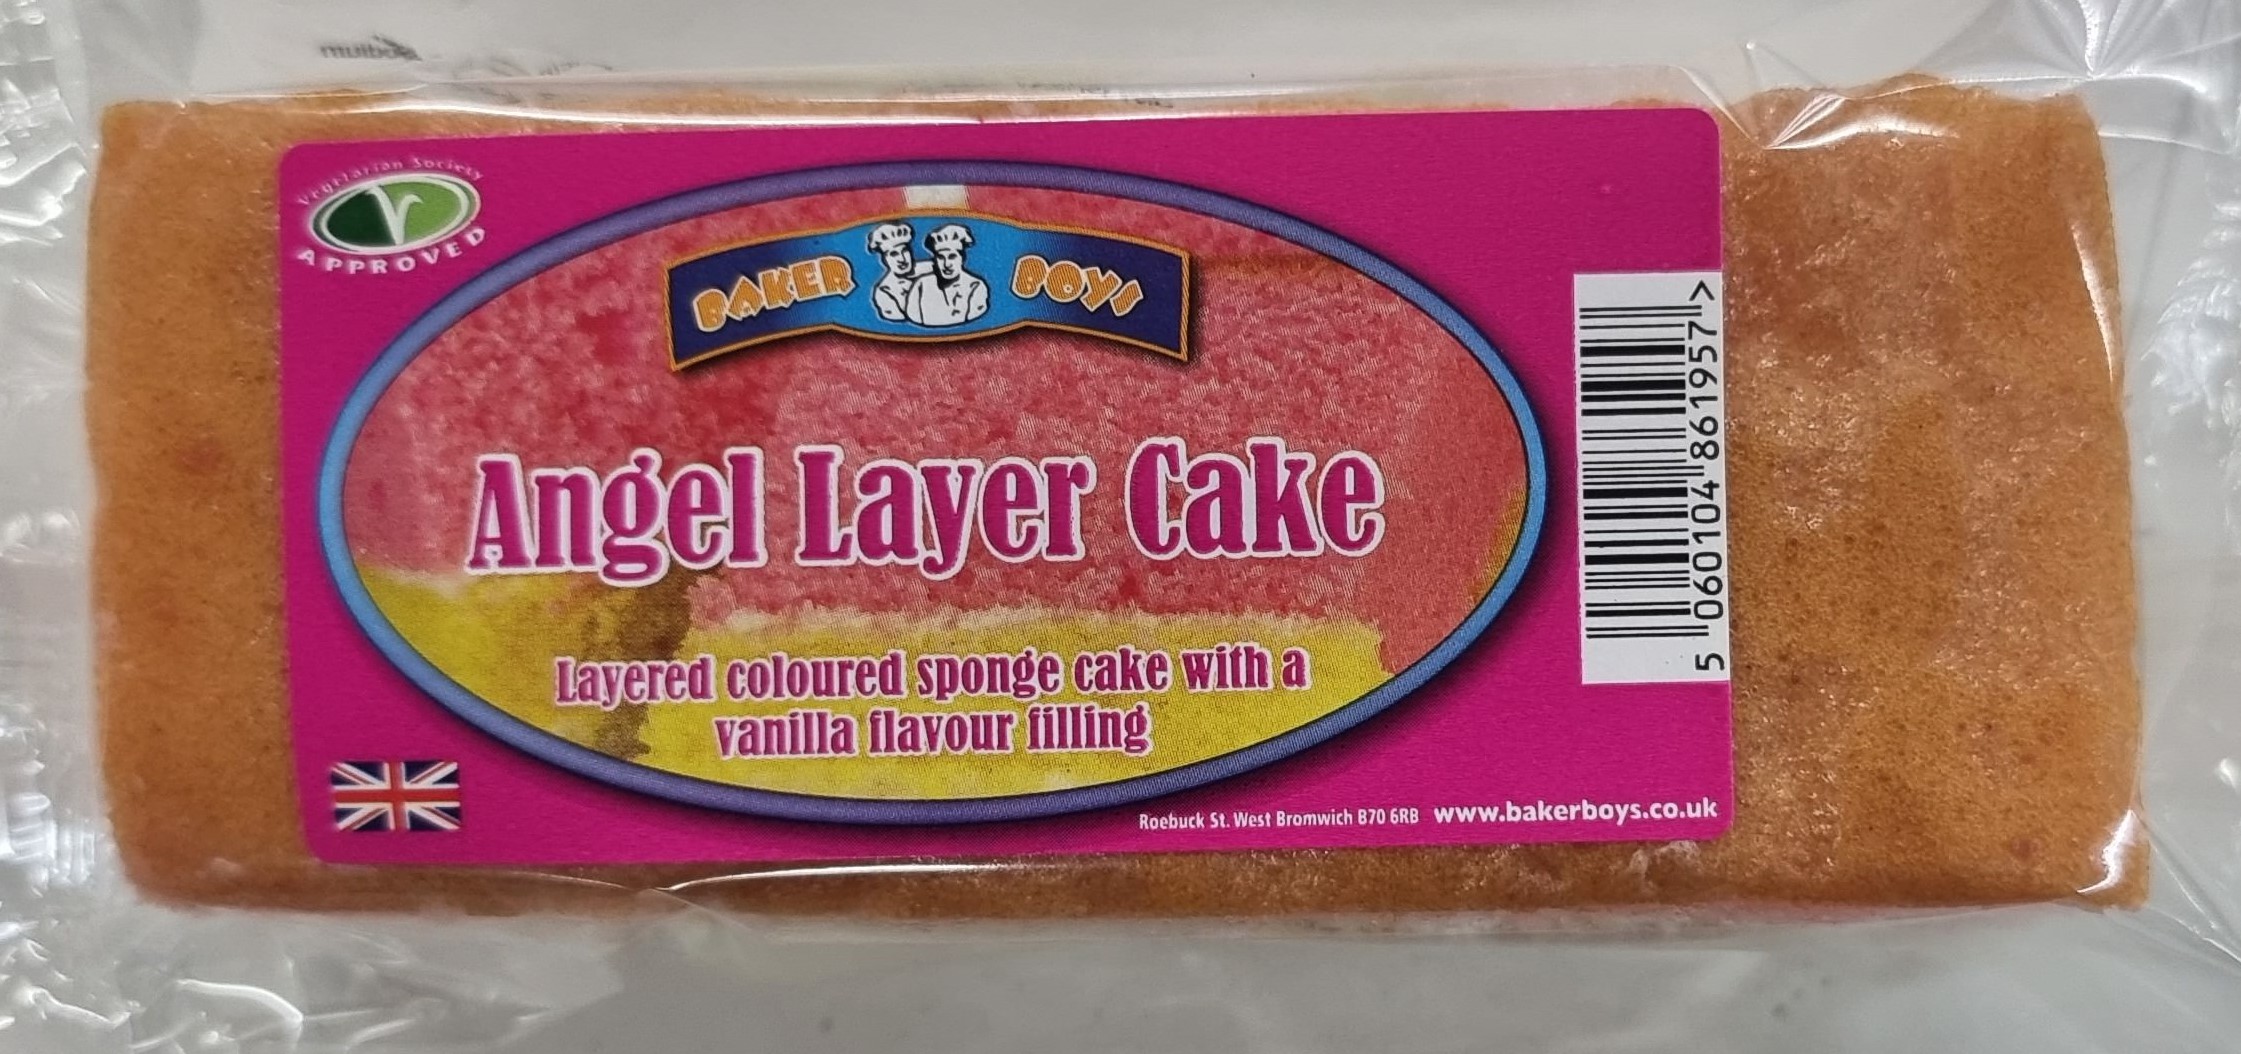 Vegetarian Society
APPROVED
BAKER BOYS
Angel Layer Cake
Layered coloured sponge cake with a
vanilla flavour filling
5 060104 861957 >
Roebuck St. West Bromwich B70 6RB www.bakerboys.co.uk